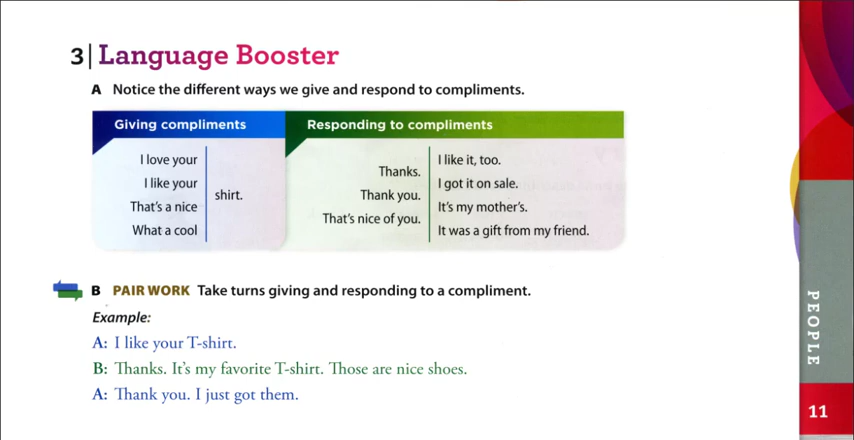 3 | Language Booster
A Notice the different ways we give and respond to compliments.
Giving compliments
I love your
I like your
That's a nice
What a cool
shirt.
Responding to compliments
Thanks.
Thank you.
That's nice of you.
I like it, too.
I got it on sale.
It's my mother's.
It was a gift from my friend.
B PAIR WORK Take turns giving and responding to a compliment.
Example:
A: I like your T-shirt.
B: Thanks. It's my favorite T-shirt. Those are nice shoes.
A: Thank you. I just got them.
PEOPLE
11